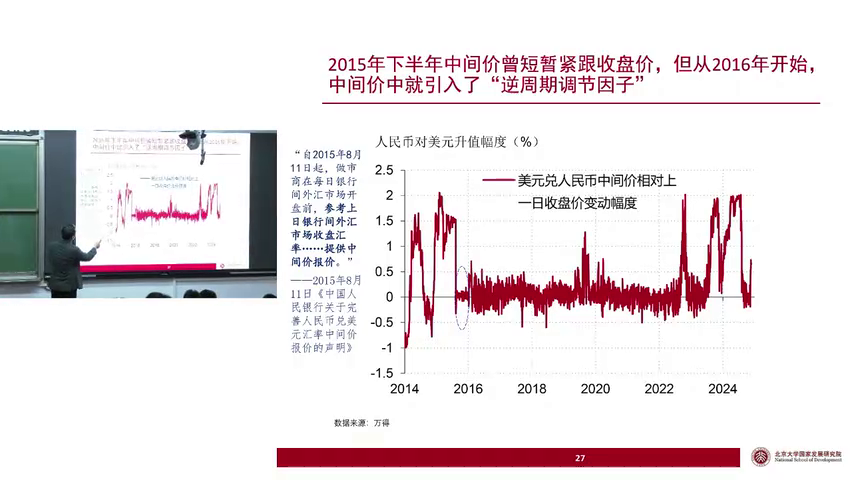 2015年下半年中间价曾短暂紧跟收盘价，但从2016年开始，
中间价中就引入了“逆周期调节因子”
“自2015年8月
11日起，做市
商在每日银行
间外汇市场开
盘前，参考上
日银行间外汇
市场收盘汇
率……提供中
间价报价。”
——2015年8月
11日《中国人
民银行关于完
善人民币兑美
元汇率中间价
报价的声明》
人民币对美元升值幅度（%）
美元兑人民币中间价相对上
一日收盘价变动幅度
2.5
2
1.5
1
0.5
0
-0.5
-1
-1.5
2014 2016 2018 2020 2022 2024
数据来源：万得
27
北京大学国家发展研究院
National School of Development